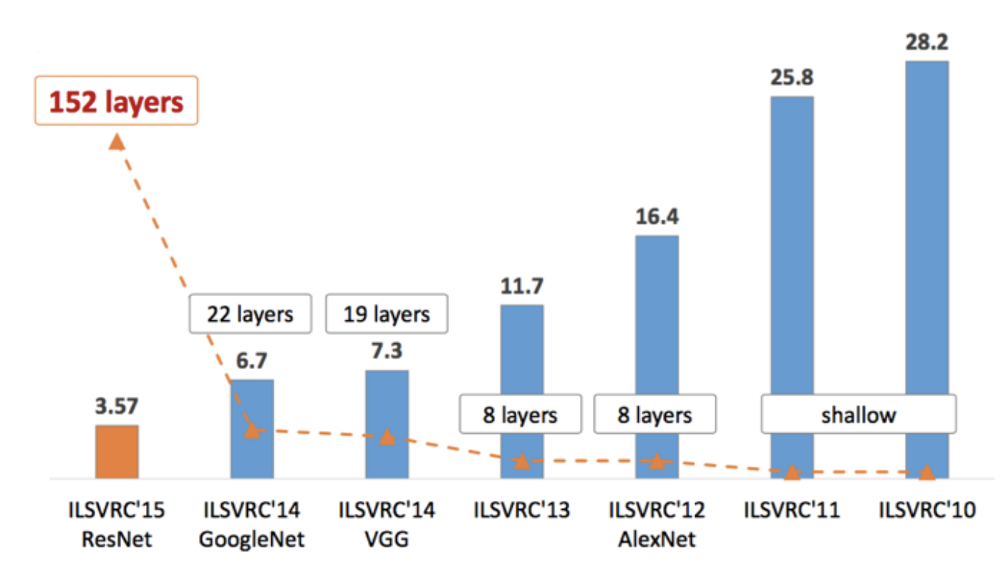 28.2
25.8
152 layers
16.4
11.7
22 layers
19 layers
7.3
6.7
3.57
8 layers
8 layers
shallow
ILSVRC'15
ResNet
ILSVRC'14
GoogleNet
ILSVRC'14
VGG
ILSVRC'13
ILSVRC'12
AlexNet
ILSVRC'11
ILSVRC'10